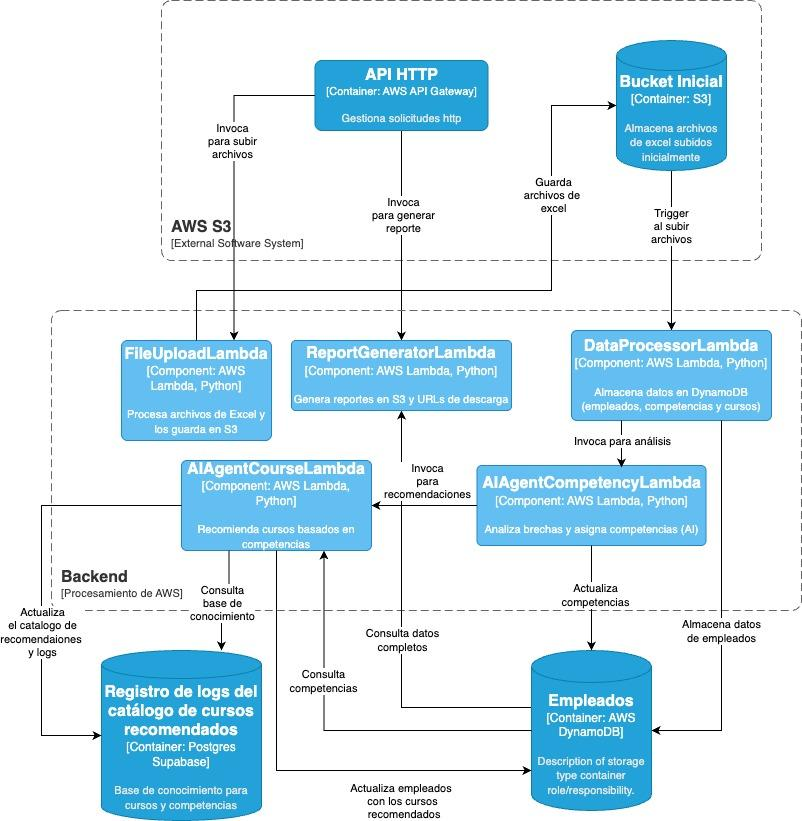 API HTTP
[Container: AWS API Gateway]
Gestiona solicitudes http
Bucket Inicial
[Container: S3]
Almacena archivos
de excel subidos
inicialmente
Invoca
para subir
archivos
Invoca
para generar
reporte
Guarda
archivos de
excel
Trigger
al subir
archivos
AWS S3
[External Software System]
FileUploadLambda
[Component: AWS
Lambda, Python]
Procesa archivos de Excel y
los guarda en S3
ReportGeneratorLambda
[Component: AWS Lambda, Python]
Genera reportes en S3 y URLs de descarga
DataProcessorLambda
[Component: AWS Lambda, Python]
Almacena datos en DynamoDB
(empleados, competencias y cursos)
Invoca para análisis
AIAgentCourseLambda
[Component: AWS Lambda,
Python]
Recomienda cursos basados en
competencias
Invoca
para
recomendaciones
AIAgentCompetencyLambda
[Component: AWS Lambda, Python]
Analiza brechas y asigna competencias (AI)
Backend
[Procesamiento de AWS]
Actualiza
el catalogo de
recomendaiones
y logs
Consulta
base de
conocimiento
Actualiza
competencias
Almacena datos
de empleados
Consulta datos
completos
Consulta
competencias
Registro de logs del
catálogo de cursos
recomendados
[Container: Postgres
Supabase]
Base de conocimiento para
cursos y competencias
Empleados
[Container: AWS
DynamoDB]
Description of storage
type container
role/responsibility.
Actualiza empleados
con los cursos
recomendados